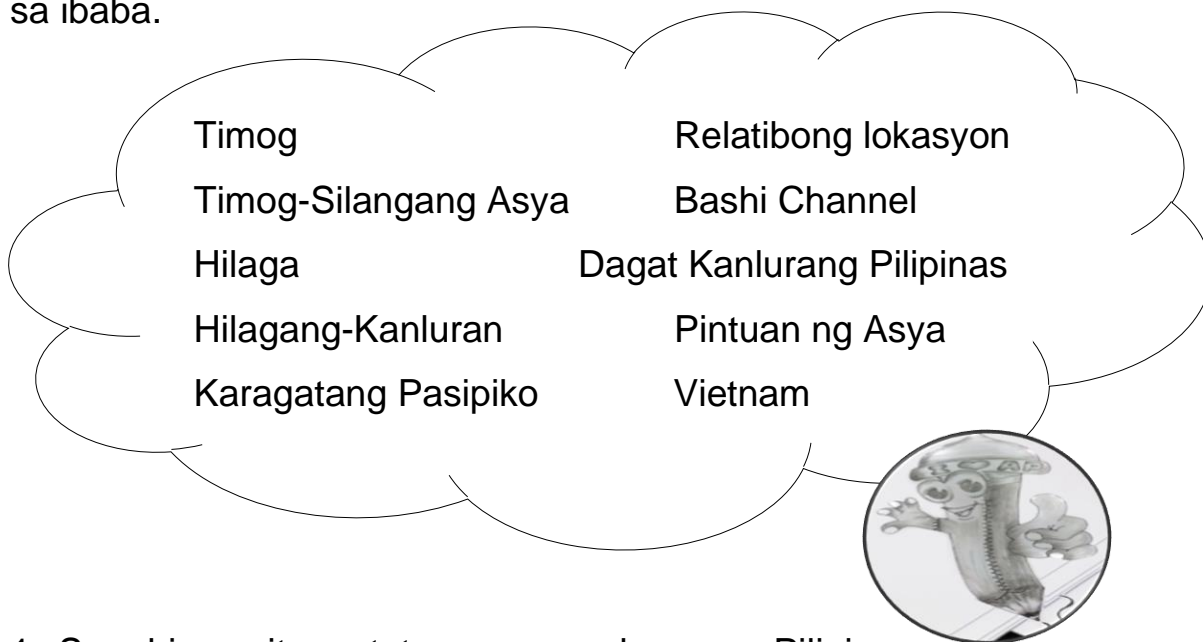 sa ibaba.
Timog Relatibong lokasyon
Timog-Silangang Asya Bashi Channel
Hilaga Dagat Kanlurang Pilipinas
Hilagang-Kanluran Pintuan ng Asya
Karagatang Pasipiko Vietnam